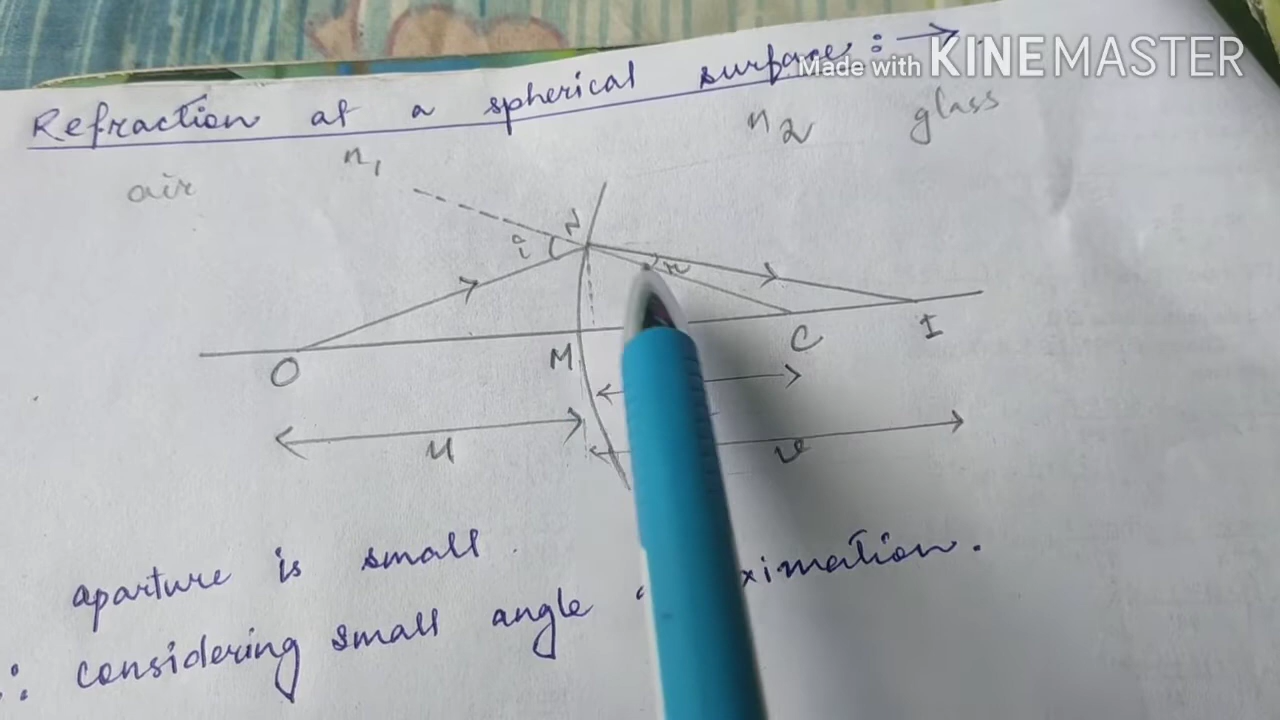 Refraction at a spherical surface : →
Made with KINEMASTER
n1 n2 glass
air
i N r
O M C I
u v
aparture is small.
∴ considering small angle ximation.